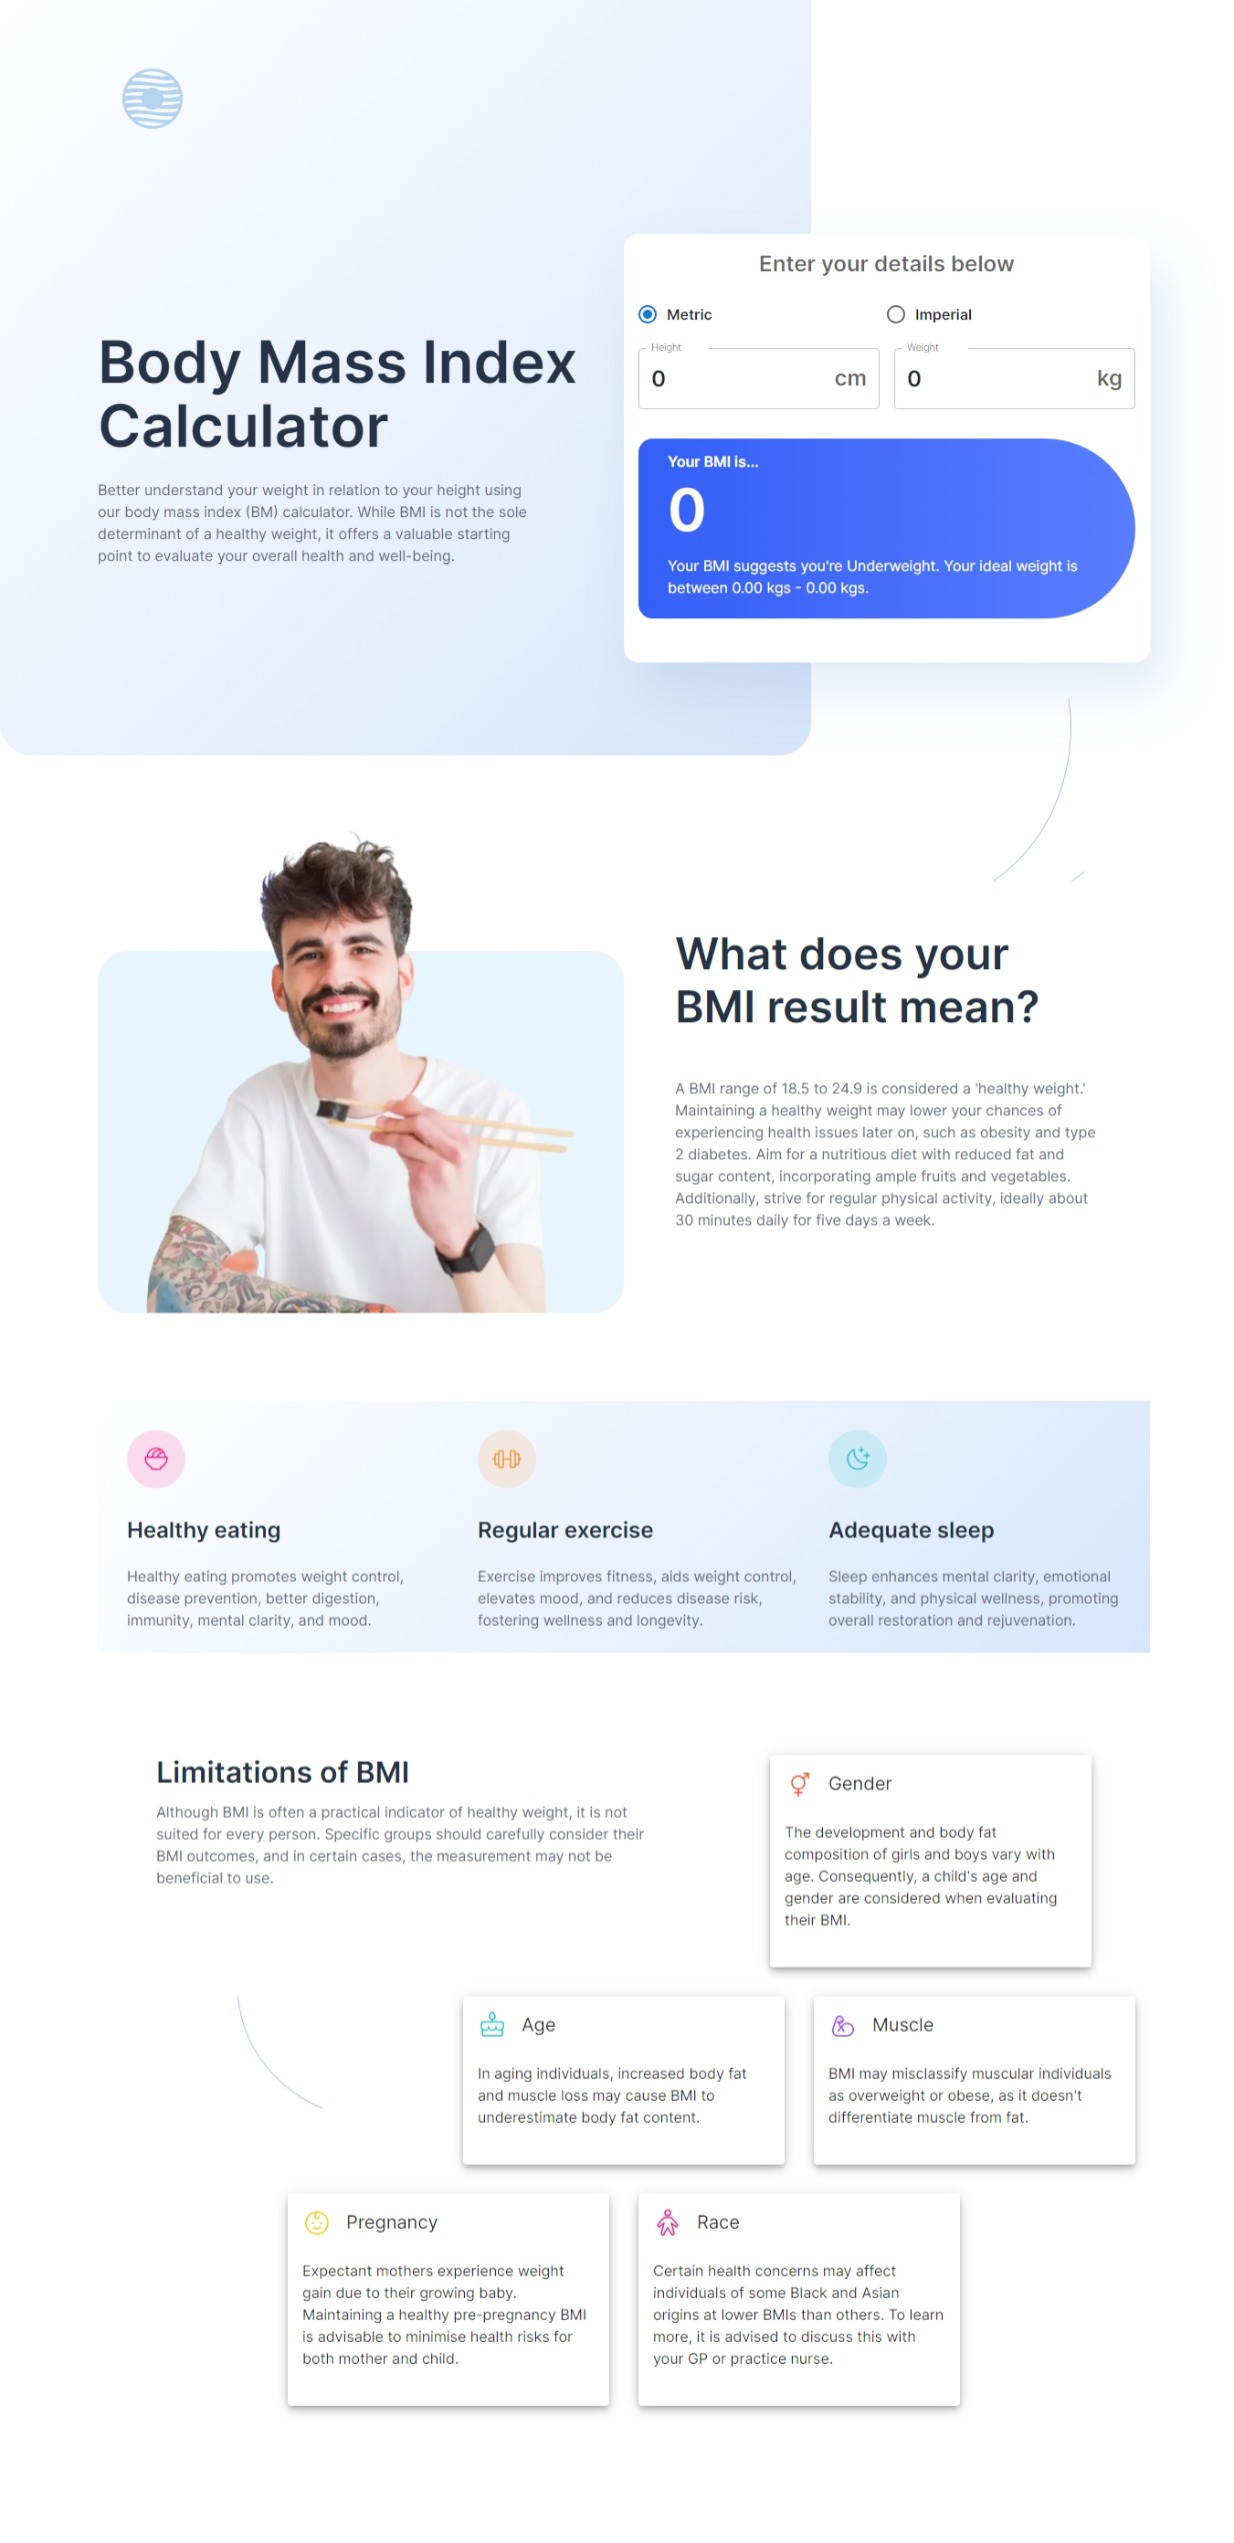 Enter your details below
Metric
Imperial
Height
0
cm
Weight
0
kg
Body Mass Index
Calculator
Better understand your weight in relation to your height using
our body mass index (BM) calculator. While BMI is not the sole
determinant of a healthy weight, it offers a valuable starting
point to evaluate your overall health and well-being.
Your BMI is...
0
Your BMI suggests you're Underweight. Your ideal weight is
between 0.00 kgs - 0.00 kgs.
What does your
BMI result mean?
A BMI range of 18.5 to 24.9 is considered a 'healthy weight.'
Maintaining a healthy weight may lower your chances of
experiencing health issues later on, such as obesity and type
2 diabetes. Aim for a nutritious diet with reduced fat and
sugar content, incorporating ample fruits and vegetables.
Additionally, strive for regular physical activity, ideally about
30 minutes daily for five days a week.
Healthy eating
Healthy eating promotes weight control,
disease prevention, better digestion,
immunity, mental clarity, and mood.
Regular exercise
Exercise improves fitness, aids weight control,
elevates mood, and reduces disease risk,
fostering wellness and longevity.
Adequate sleep
Sleep enhances mental clarity, emotional
stability, and physical wellness, promoting
overall restoration and rejuvenation.
Limitations of BMI
Although BMI is often a practical indicator of healthy weight, it is not
suited for every person. Specific groups should carefully consider their
BMI outcomes, and in certain cases, the measurement may not be
beneficial to use.
Gender
The development and body fat
composition of girls and boys vary with
age. Consequently, a child's age and
gender are considered when evaluating
their BMI.
Age
In aging individuals, increased body fat
and muscle loss may cause BMI to
underestimate body fat content.
Muscle
BMI may misclassify muscular individuals
as overweight or obese, as it doesn't
differentiate muscle from fat.
Pregnancy
Expectant mothers experience weight
gain due to their growing baby.
Maintaining a healthy pre-pregnancy BMI
is advisable to minimise health risks for
both mother and child.
Race
Certain health concerns may affect
individuals of some Black and Asian
origins at lower BMIs than others. To learn
more, it is advised to discuss this with
your GP or practice nurse.